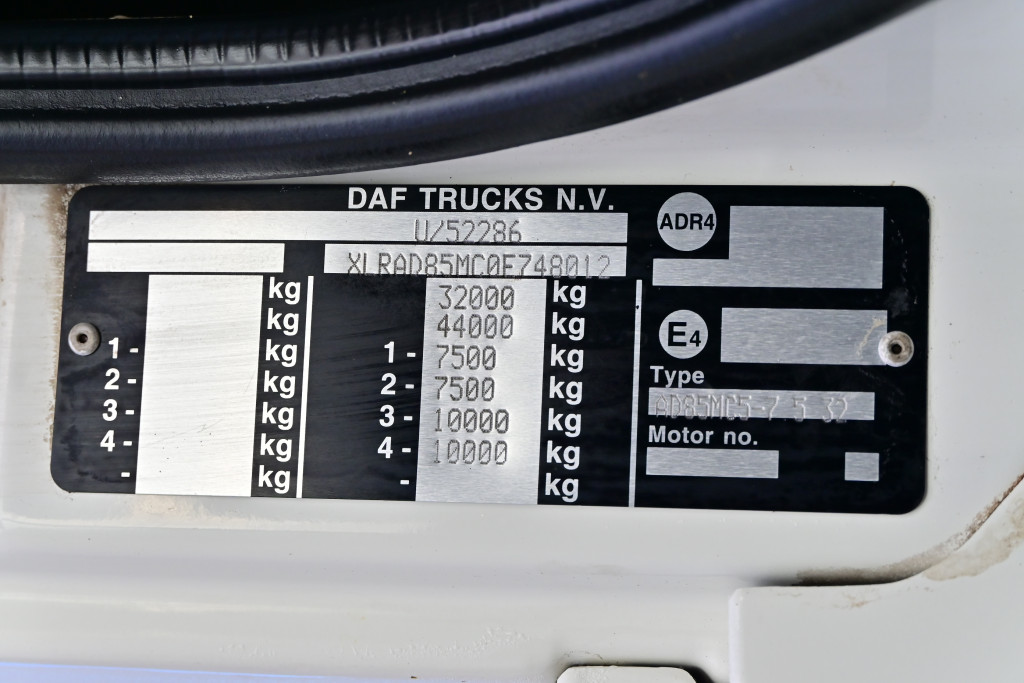 DAF TRUCKS N.V.
U/52286
XLRAD85MC0E748012
kg 32000 kg
kg 44000 kg
1- kg 1- 7500 kg
2- kg 2- 7500 kg
3- kg 3- 10000 kg
4- kg 4- 10000 kg
- kg - kg
ADR4
E4
Type
AD85MC5-7.5 32
Motor no.